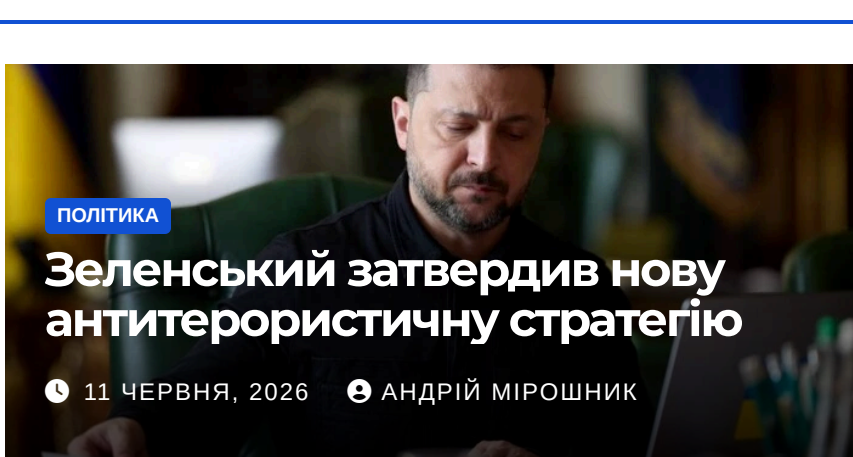 ПОЛІТИКА
Зеленський затвердив нову
антитерористичну стратегію
11 ЧЕРВНЯ, 2026 АНДРІЙ МІРОШНИК